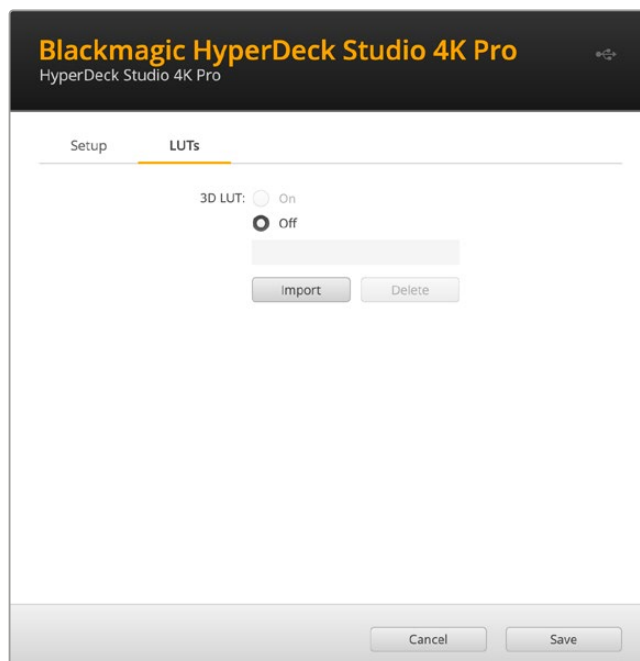 Blackmagic HyperDeck Studio 4K Pro
HyperDeck Studio 4K Pro
Setup LUTs
3D LUT: On
Off
Import Delete
Cancel Save